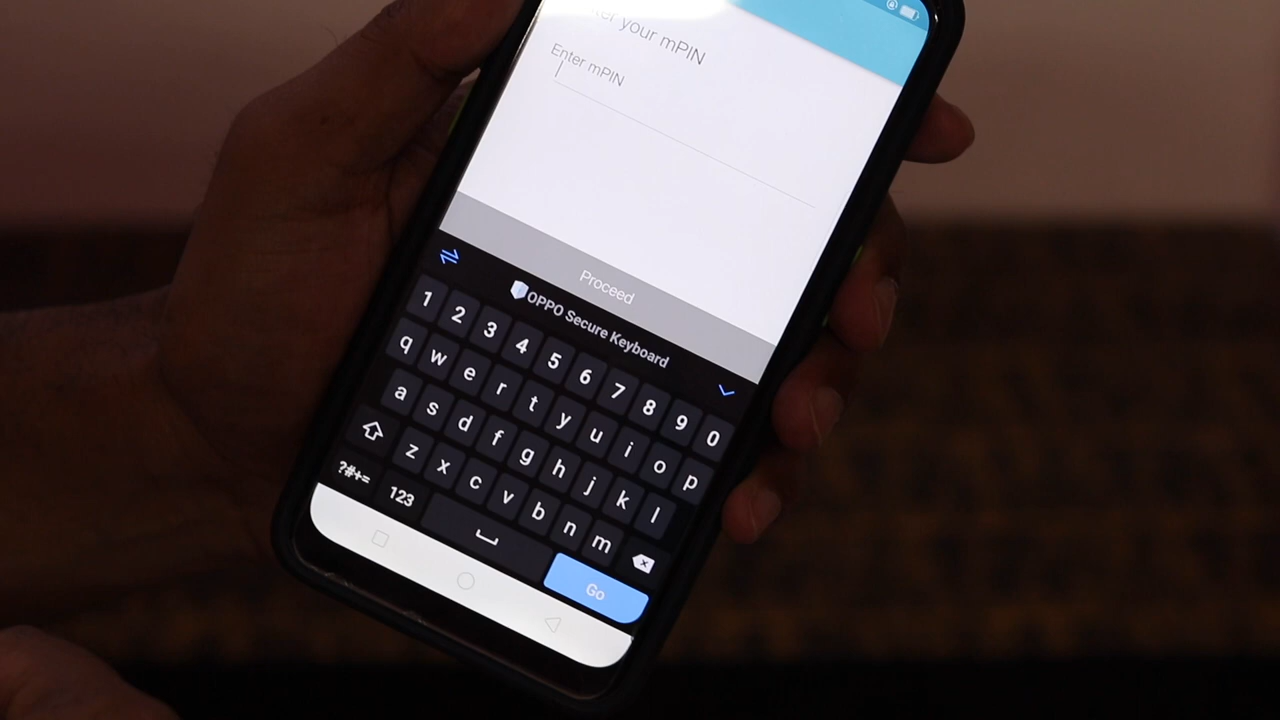 your mPIN
Enter mPIN
Proceed
OPPO Secure Keyboard
1 2 3 4 5 6 7 8 9 0
q w e r t y u i o p
a s d f g h j k l
z x c v b n m
?#+= 123 Go